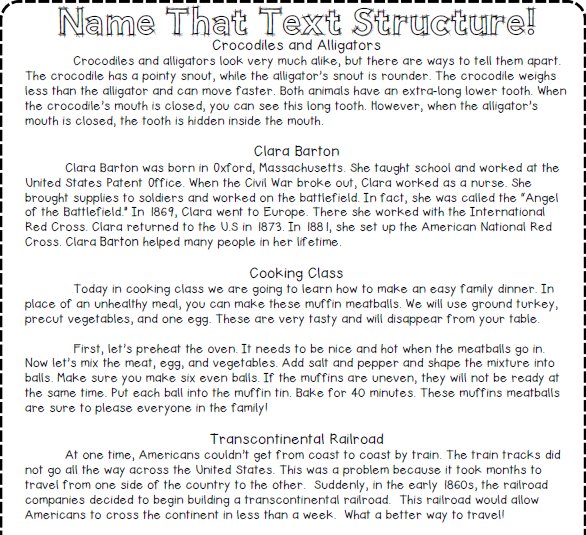 Name That Text Structure!
Crocodiles and Alligators
Crocodiles and alligators look very much alike, but there are ways to tell them apart.
The crocodile has a pointy snout, while the alligator's snout is rounder. The crocodile weighs
less than the alligator and can move faster. Both animals have an extra-long lower tooth. When
the crocodile's mouth is closed, you can see this long tooth. However, when the alligator's
mouth is closed, the tooth is hidden inside the mouth.
Clara Barton
Clara Barton was born in Oxford, Massachusetts. She taught school and worked at the
United States Patent Office. When the Civil War broke out, Clara worked as a nurse. She
brought supplies to soldiers and worked on the battlefield. In fact, she was called the "Angel
of the Battlefield." In 1869, Clara went to Europe. There she worked with the International
Red Cross. Clara returned to the U.S in 1873. In 1881, she set up the American National Red
Cross. Clara Barton helped many people in her lifetime.
Cooking Class
Today in cooking class we are going to learn how to make an easy family dinner. In
place of an unhealthy meal, you can make these muffin meatballs. We will use ground turkey,
precut vegetables, and one egg. These are very tasty and will disappear from your table.
First, let's preheat the oven. It needs to be nice and hot when the meatballs go in.
Now let's mix the meat, egg, and vegetables. Add salt and pepper and shape the mixture into
balls. Make sure you make six even balls. If the muffins are uneven, they will not be ready at
the same time. Put each ball into the muffin tin. Bake for 40 minutes. These muffins meatballs
are sure to please everyone in the family!
Transcontinental Railroad
At one time, Americans couldn't get from coast to coast by train. The train tracks did
not go all the way across the United States. This was a problem because it took months to
travel from one side of the country to the other. Suddenly, in the early 1860s, the railroad
companies decided to begin building a transcontinental railroad. This railroad would allow
Americans to cross the continent in less than a week. What a better way to travel!